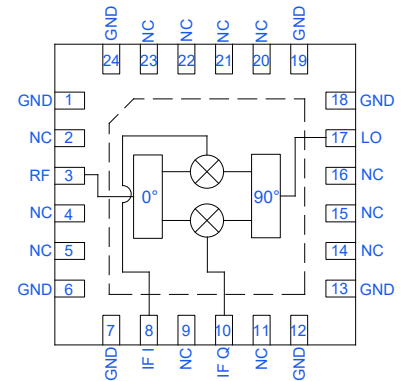 GND NC NC NC NC GND
24 23 22 21 20 19
GND 1 18 GND
NC 2 17 LO
RF 3 16 NC
0° 90°
NC 4 15 NC
NC 5 14 NC
GND 6 13 GND
7 8 9 10 11 12
GND IF I NC IF Q NC GND